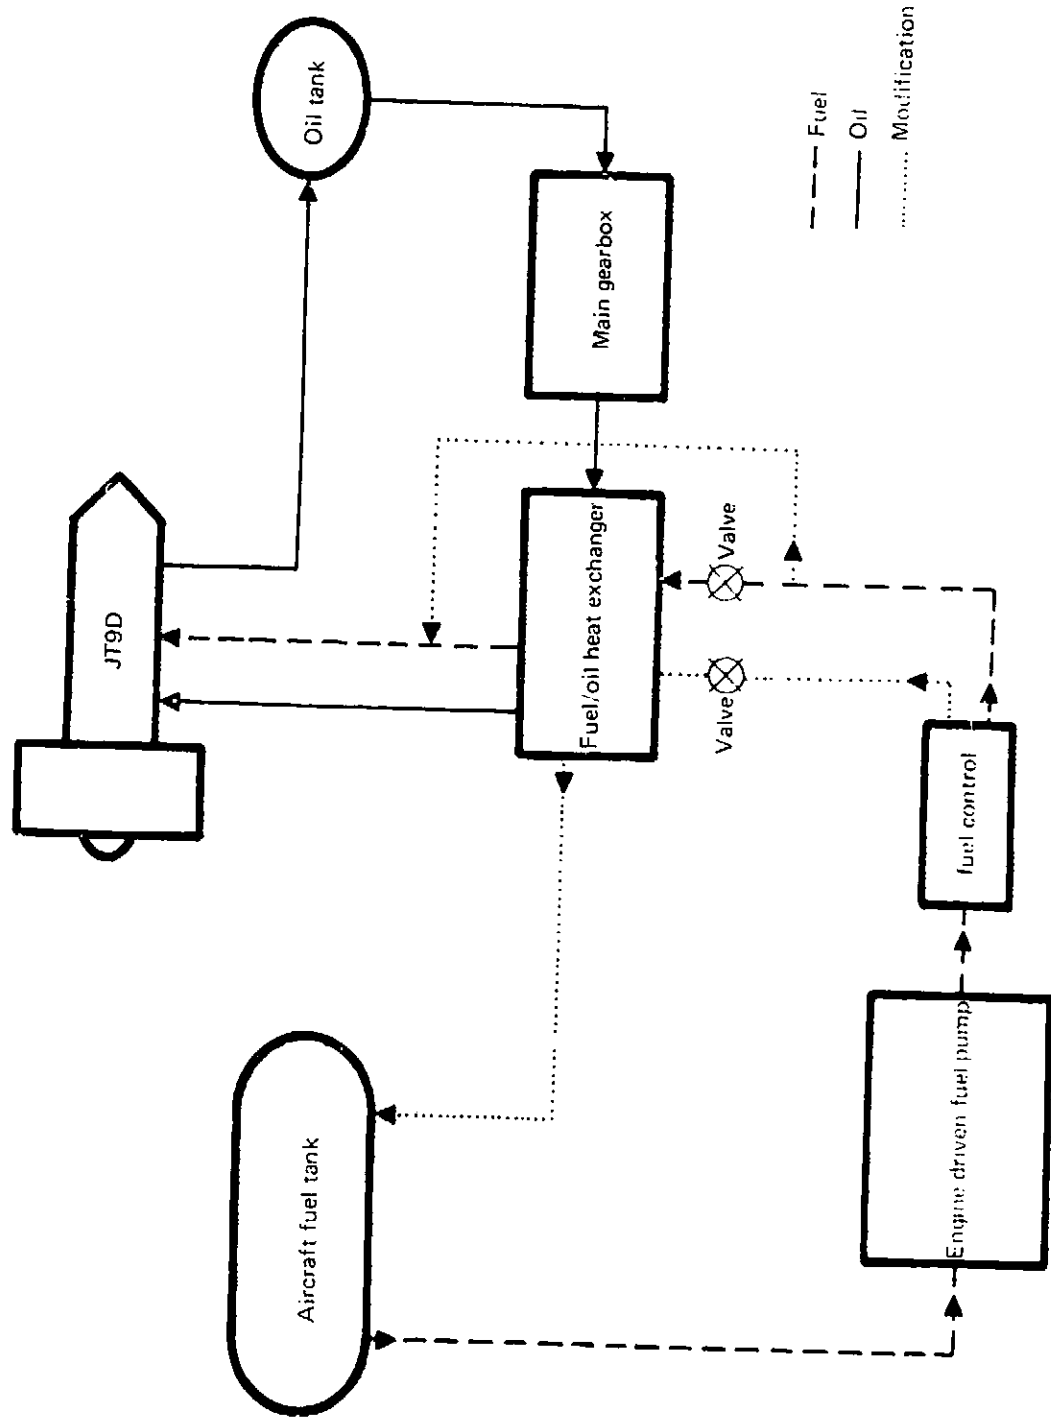 Aircraft fuel tank
JT9D
Oil tank
Fuel/oil heat exchanger
Main gearbox
Valve
Valve
Engine driven fuel pump
fuel control
Fuel
Oil
Modification